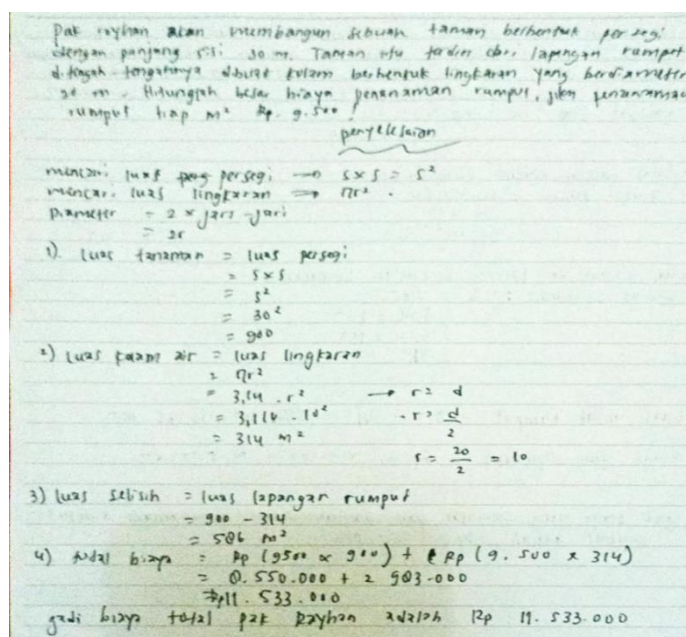 Pak rayhan akan membangun sebuah taman berbentuk persegi
dengan panjang sisi 30 m. Taman itu terdiri dari lapangan rumput
ditengah-tengahnya dibuat kolam berbentuk lingkaran yang berdiameter
20 m. Hitunglah besar biaya penanaman rumput, jika penanaman
rumput tiap m² Rp. 9.500!
penyelesaian
mencari luas persegi → s x s = s²
mencari luas lingkaran → πr².
Diameter = 2 x jari-jari
= 2r
1). luas tanaman = luas persegi
= s x s
= s²
= 30²
= 900
2) luas kolam air = luas lingkaran
= πr²
= 3,14 . r² → r = d
= 3,114 . 10² - r = d/2
= 314 m²
r = 20/2 = 10
3) luas selisih = luas lapangan rumput
= 900 - 314
= 586 m²
4) total biaya = Rp (9500 x 900) + (Rp (9.500 x 314)
= 8.550.000 + 2 983.000
= Rp11.533.000
jadi biaya total pak Rayhan adalah Rp 11.533.000